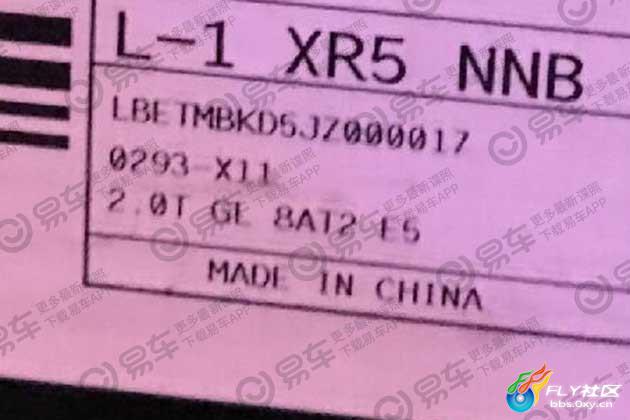 L-1 XR5 NNB
LBETMBKD5JZ000017
0293-X11
2.0T GE 8AT2 E5
MADE IN CHINA
易车
更多最新谍照
下载易车APP
FLY社区
bbs.0xy.cn